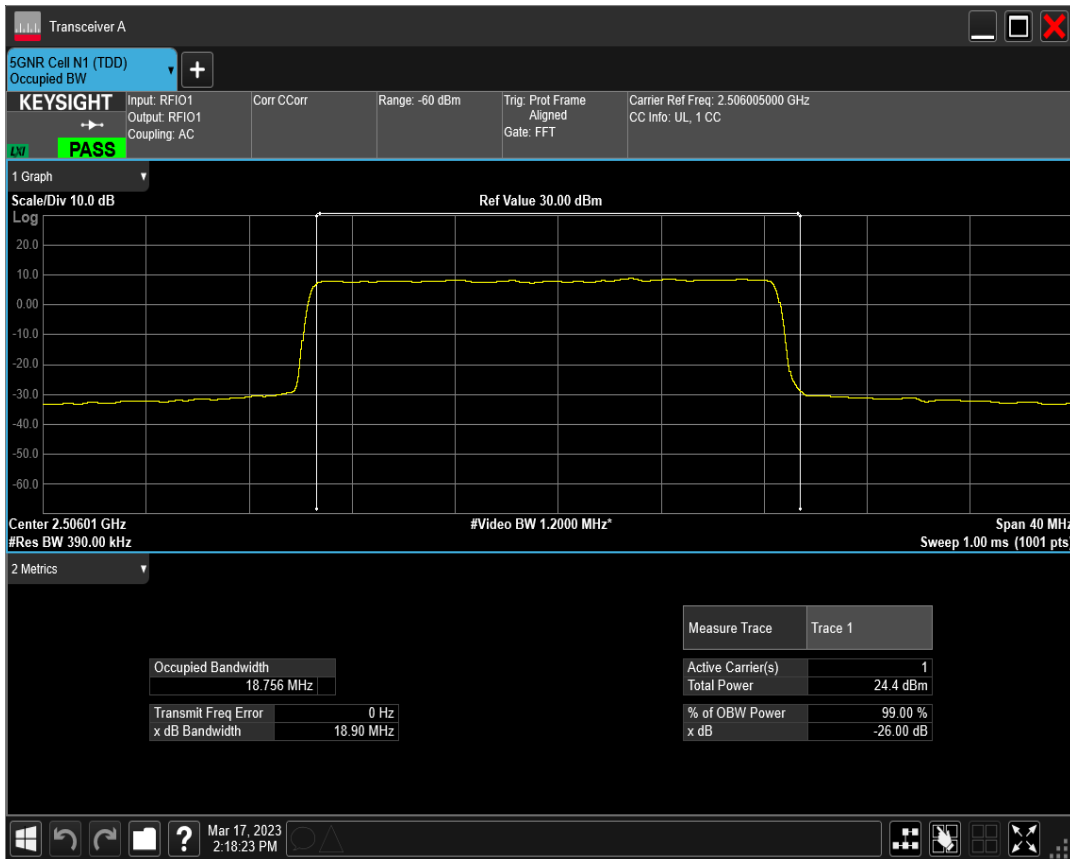 Transceiver A
5GNR Cell N1 (TDD)
Occupied BW
KEYSIGHT
LXI
PASS
Input: RFIO1
Output: RFIO1
Coupling: AC
Corr CCorr
Range: -60 dBm
Trig: Prot Frame
Aligned
Gate: FFT
Carrier Ref Freq: 2.506005000 GHz
CC Info: UL, 1 CC
1 Graph
Scale/Div 10.0 dB
Ref Value 30.00 dBm
Log
20.0
10.0
0.00
-10.0
-20.0
-30.0
-40.0
-50.0
-60.0
Center 2.50601 GHz
#Video BW 1.2000 MHz*
Span 40 MHz
#Res BW 390.00 kHz
Sweep 1.00 ms (1001 pts)
2 Metrics
Measure Trace Trace 1
Occupied Bandwidth
18.756 MHz
Active Carrier(s) 1
Total Power 24.4 dBm
Transmit Freq Error 0 Hz
x dB Bandwidth 18.90 MHz
% of OBW Power 99.00 %
x dB -26.00 dB
?
Mar 17, 2023
2:18:23 PM